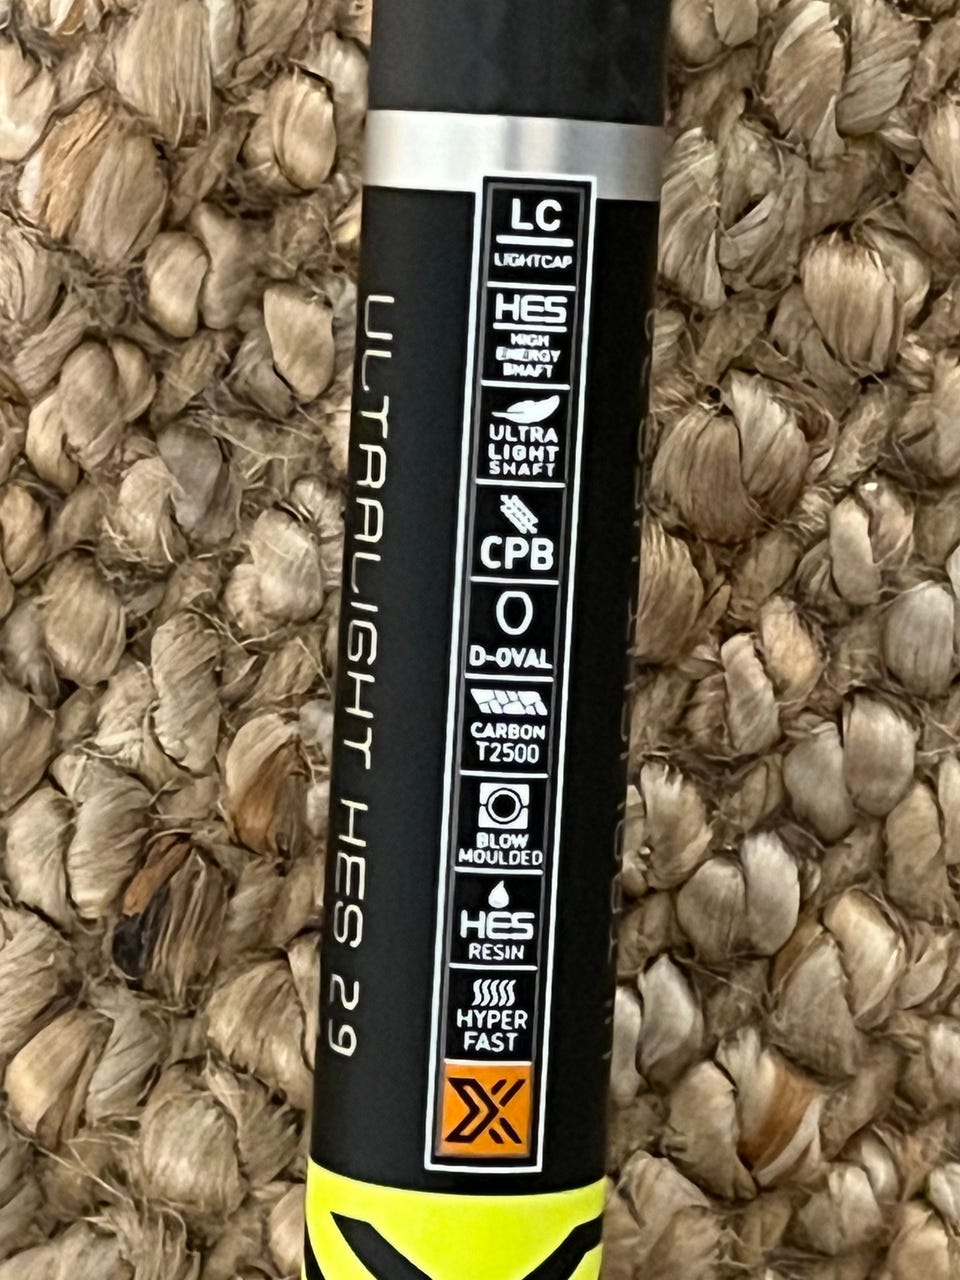 LC
LIGHTCAP
HES
HIGH
ENERGY
SHAFT
ULTRA
LIGHT
SHAFT
CPB
D-OVAL
CARBON
T2500
BLOW
MOULDED
HES
RESIN
HYPER
FAST
ULTRALIGHT HES 29